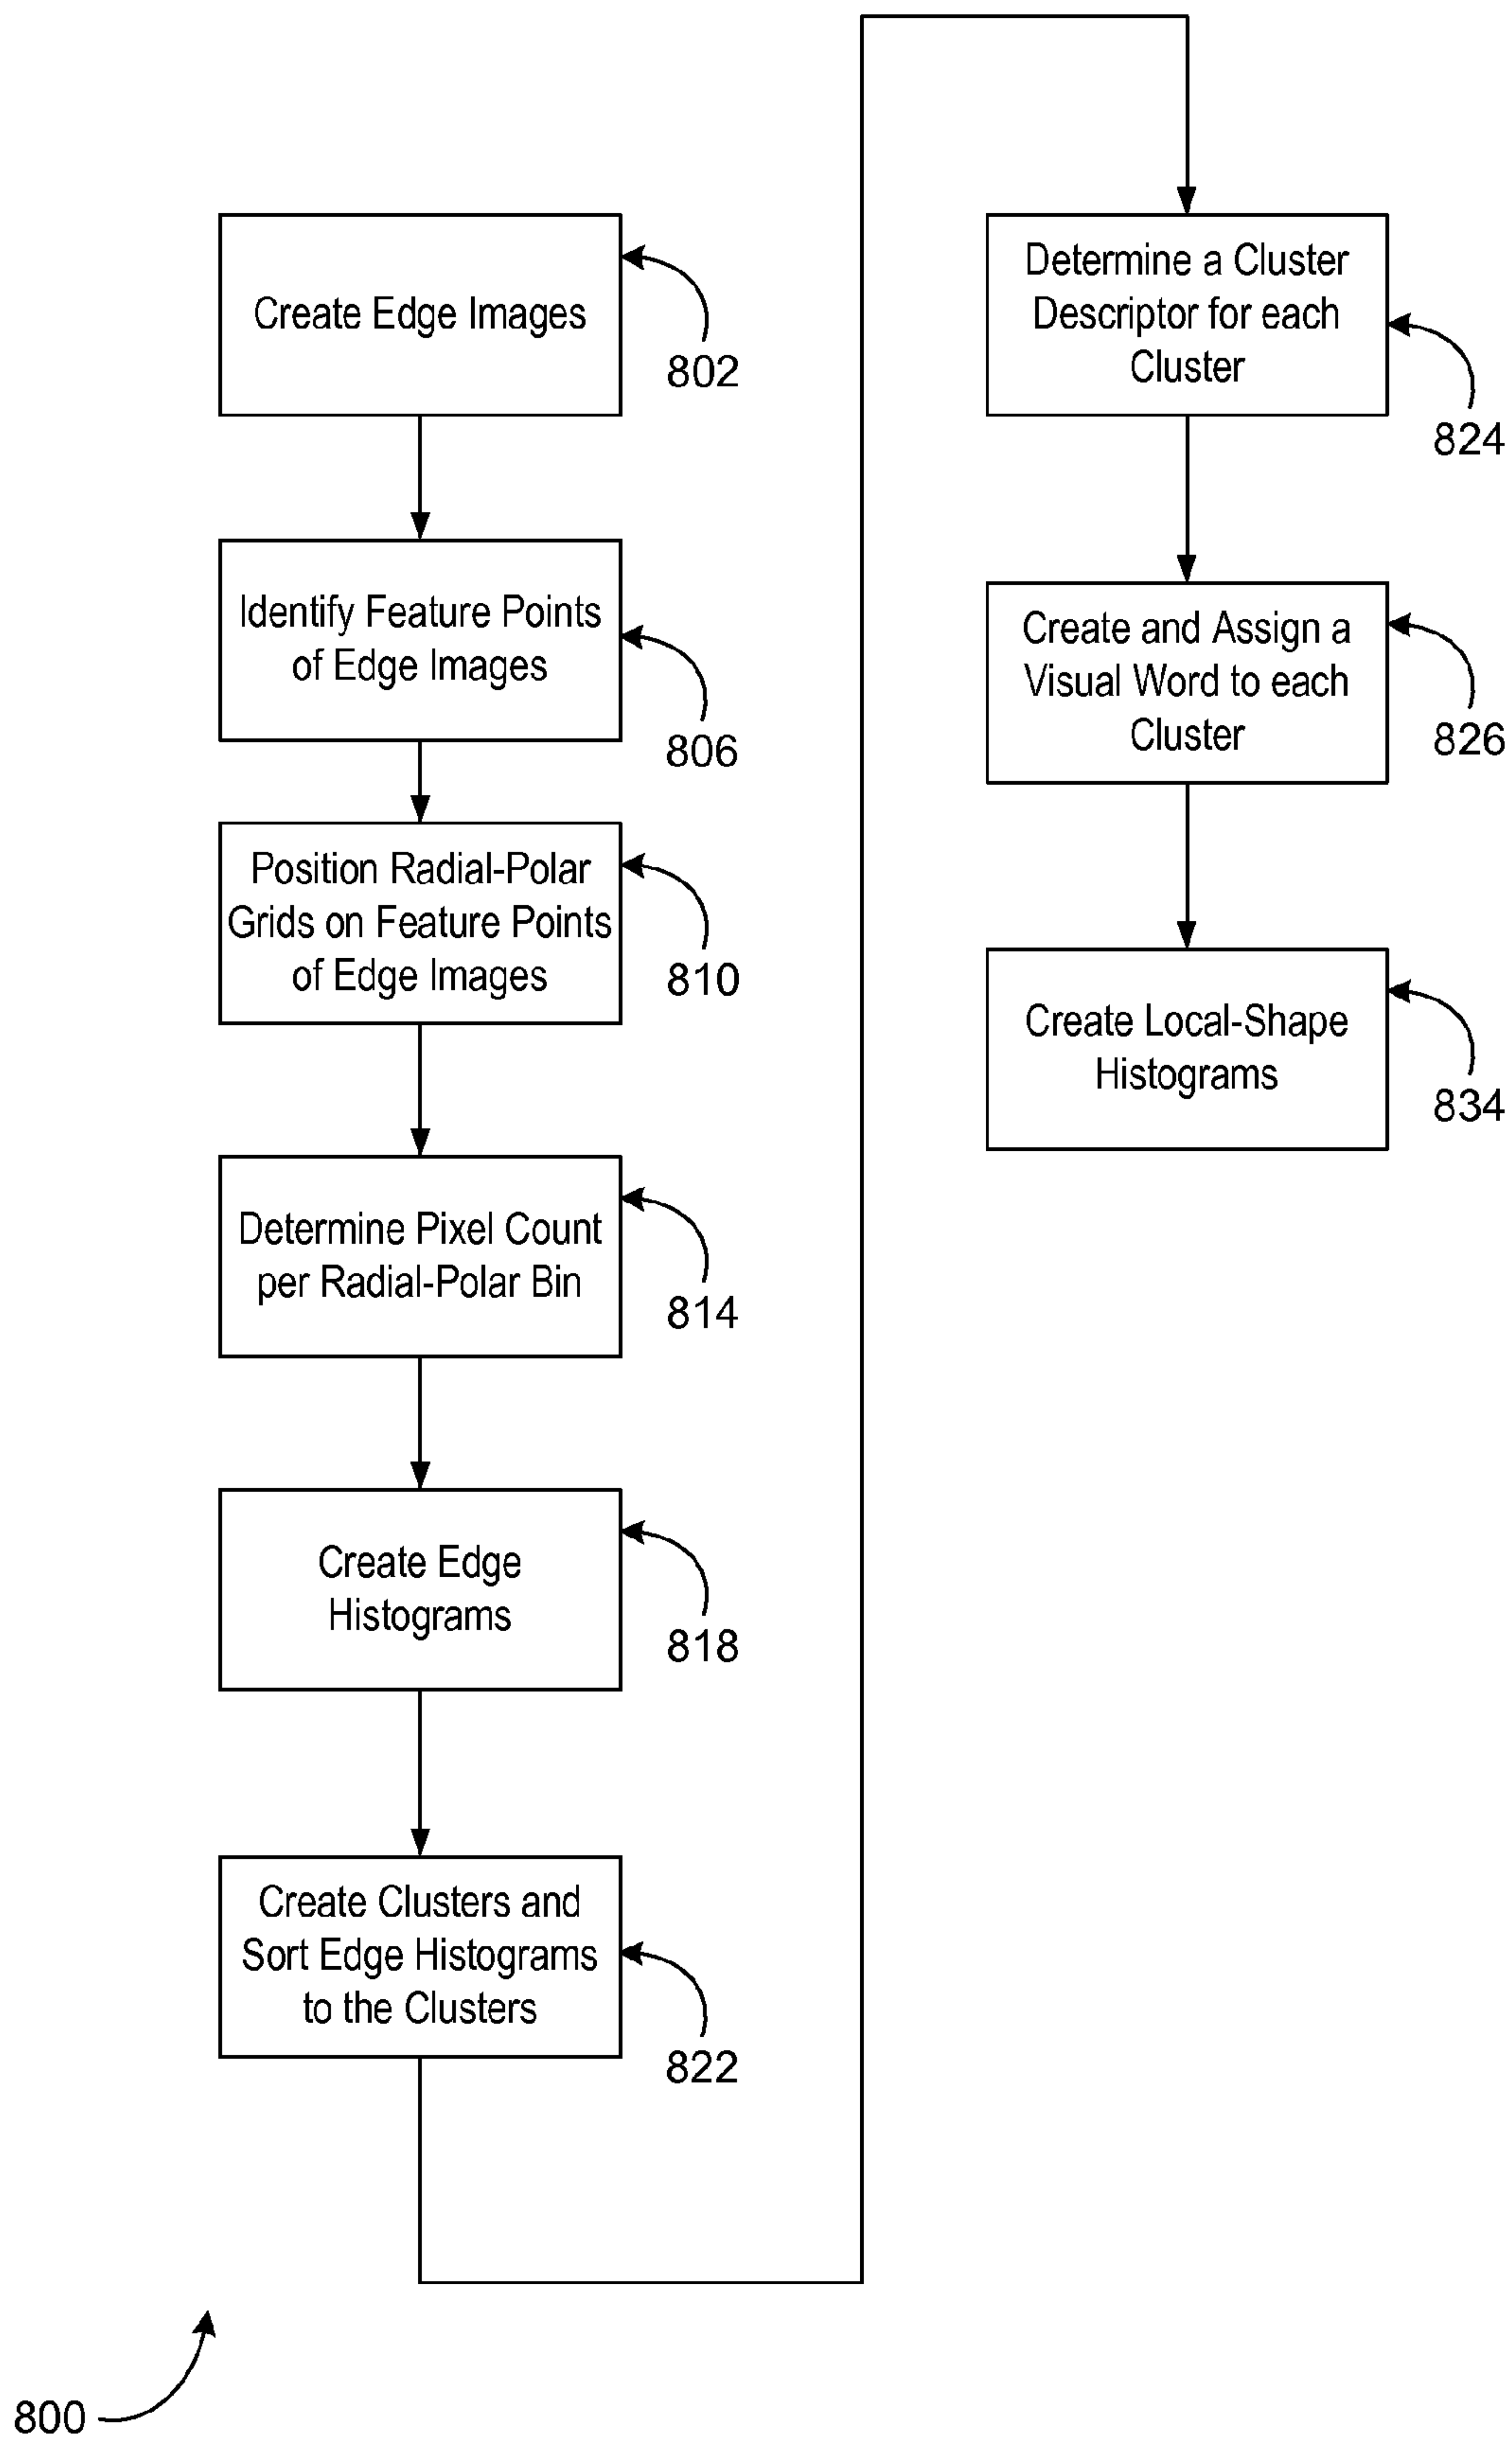 Create Edge Images
802
Identify Feature Points
of Edge Images
806
Position Radial-Polar
Grids on Feature Points
of Edge Images
810
Determine Pixel Count
per Radial-Polar Bin
814
Create Edge
Histograms
818
Create Clusters and
Sort Edge Histograms
to the Clusters
822
Determine a Cluster
Descriptor for each
Cluster
824
Create and Assign a
Visual Word to each
Cluster
826
Create Local-Shape
Histograms
834
800